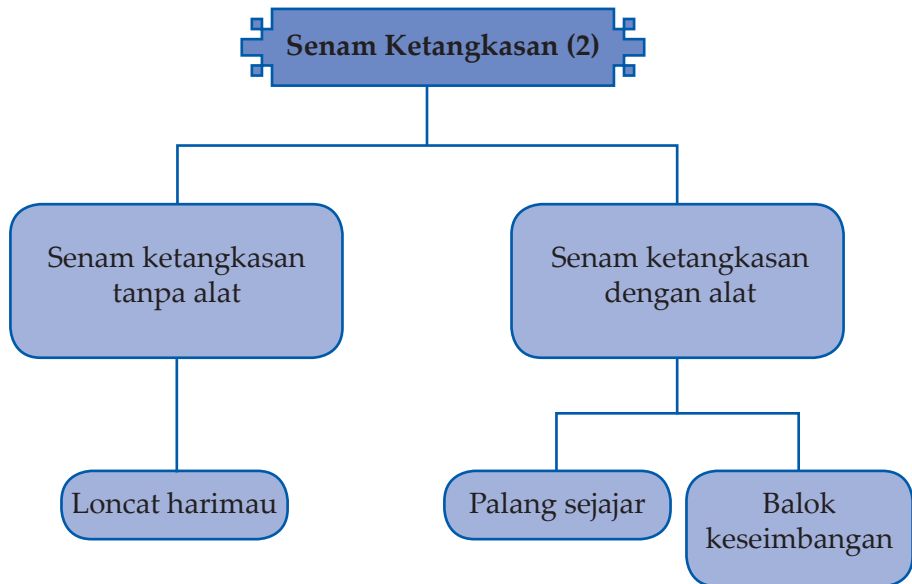 Senam Ketangkasan (2)
Senam ketangkasan
tanpa alat
Senam ketangkasan
dengan alat
Loncat harimau
Palang sejajar
Balok
keseimbangan